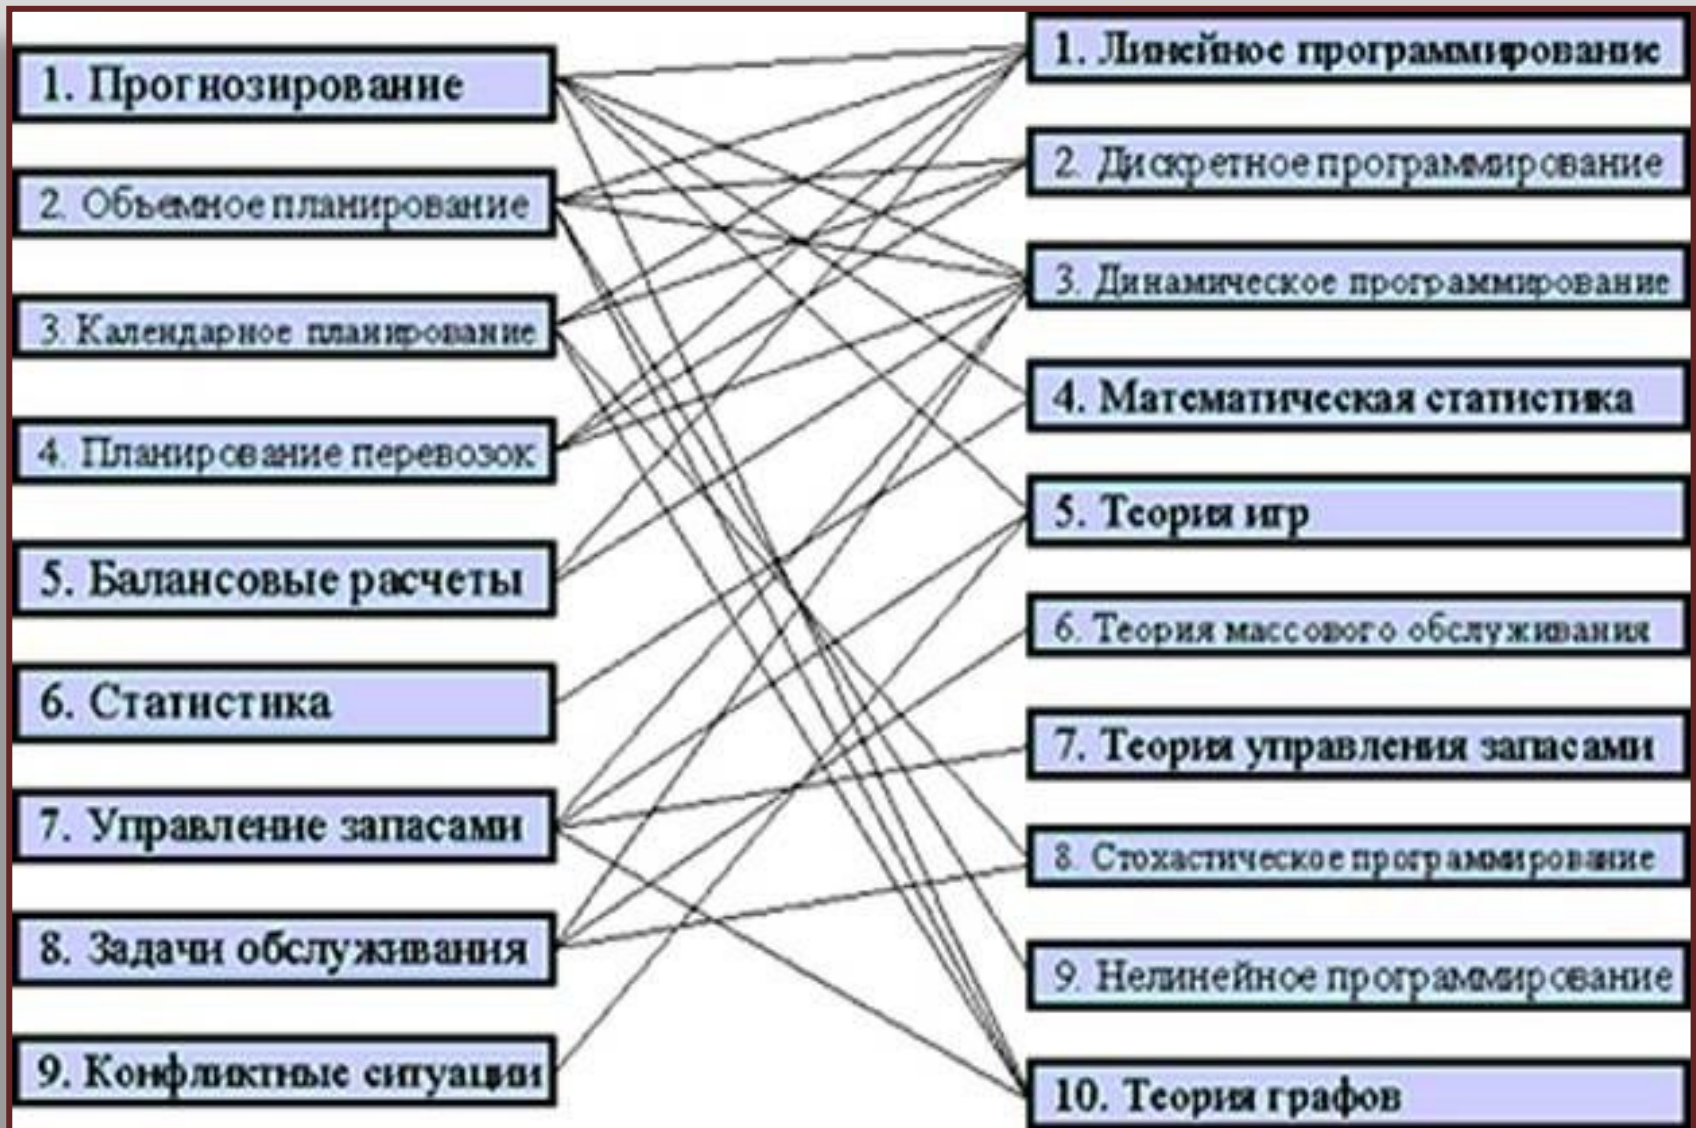 1. Прогнозирование
2. Объемное планирование
3. Календарное планирование
4. Планирование перевозок
5. Балансовые расчеты
6. Статистика
7. Управление запасами
8. Задачи обслуживания
9. Конфликтные ситуации
1. Линейное программирование
2. Дискретное программирование
3. Динамическое программирование
4. Математическая статистика
5. Теория игр
6. Теория массового обслуживания
7. Теория управления запасами
8. Стохастическое программирование
9. Нелинейное программирование
10. Теория графов